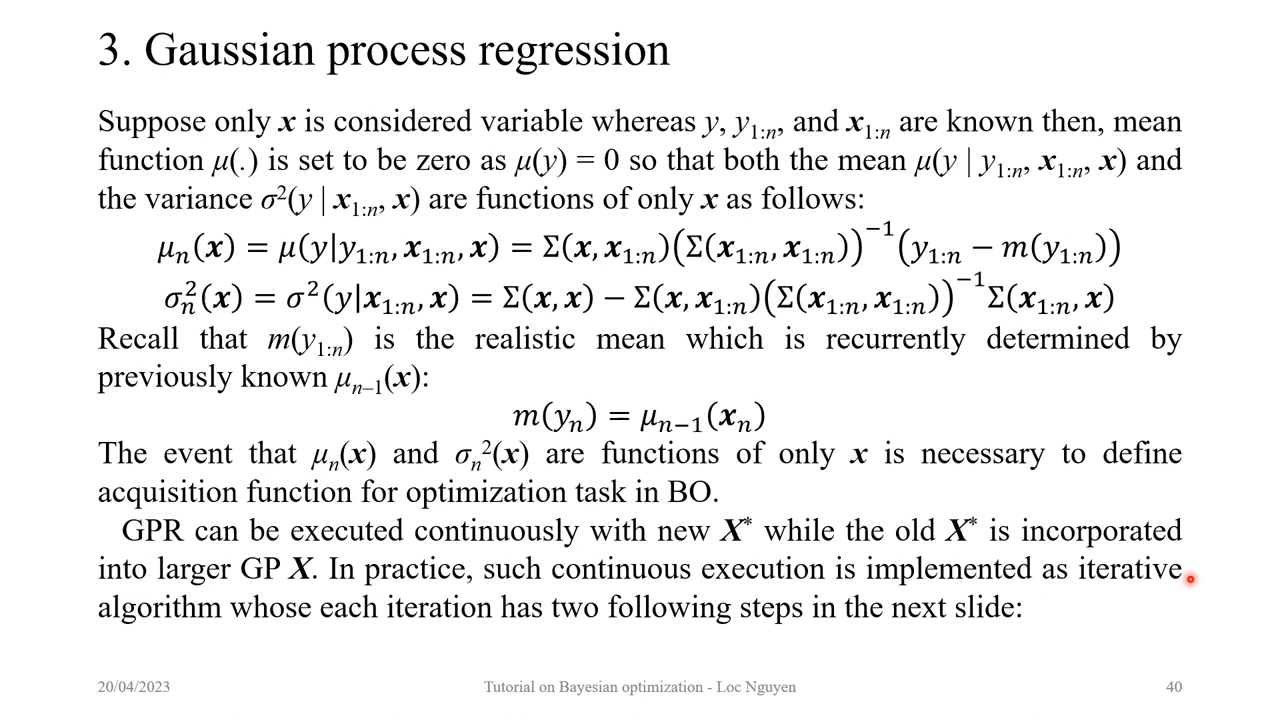 3. Gaussian process regression
Suppose only x is considered variable whereas y, y₁:ₙ, and x₁:ₙ are known then, mean
function μ(.) is set to be zero as μ(y) = 0 so that both the mean μ(y | y₁:ₙ, x₁:ₙ, x) and
the variance σ²(y | x₁:ₙ, x) are functions of only x as follows:
μₙ(x) = μ(y|y₁:ₙ, x₁:ₙ, x) = Σ(x, x₁:ₙ)(Σ(x₁:ₙ, x₁:ₙ))⁻¹(y₁:ₙ − m(y₁:ₙ))
σₙ²(x) = σ²(y|x₁:ₙ, x) = Σ(x, x) − Σ(x, x₁:ₙ)(Σ(x₁:ₙ, x₁:ₙ))⁻¹Σ(x₁:ₙ, x)
Recall that m(y₁:ₙ) is the realistic mean which is recurrently determined by
previously known μₙ₋₁(x):
m(yₙ) = μₙ₋₁(xₙ)
The event that μₙ(x) and σₙ²(x) are functions of only x is necessary to define
acquisition function for optimization task in BO.
GPR can be executed continuously with new X* while the old X* is incorporated
into larger GP X. In practice, such continuous execution is implemented as iterative
algorithm whose each iteration has two following steps in the next slide:
20/04/2023
Tutorial on Bayesian optimization - Loc Nguyen
40